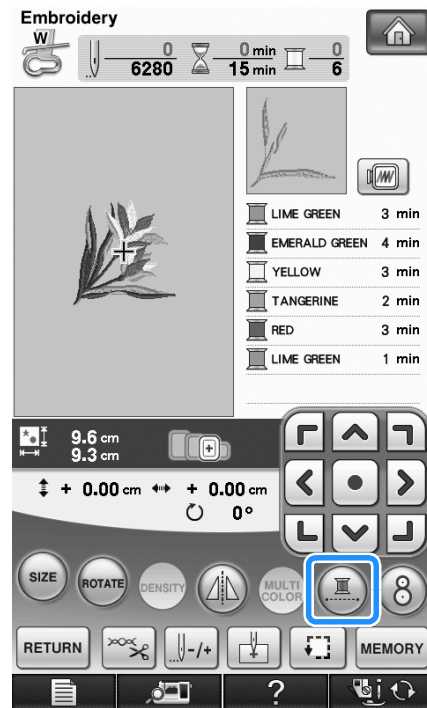 Embroidery
W
0 0 min 0
6280 15 min 6
LIME GREEN 3 min
EMERALD GREEN 4 min
YELLOW 3 min
TANGERINE 2 min
RED 3 min
LIME GREEN 1 min
9.6 cm
9.3 cm
+ 0.00 cm + 0.00 cm
0°
SIZE ROTATE DENSITY MULTI COLOR 8
RETURN -/+ MEMORY
?